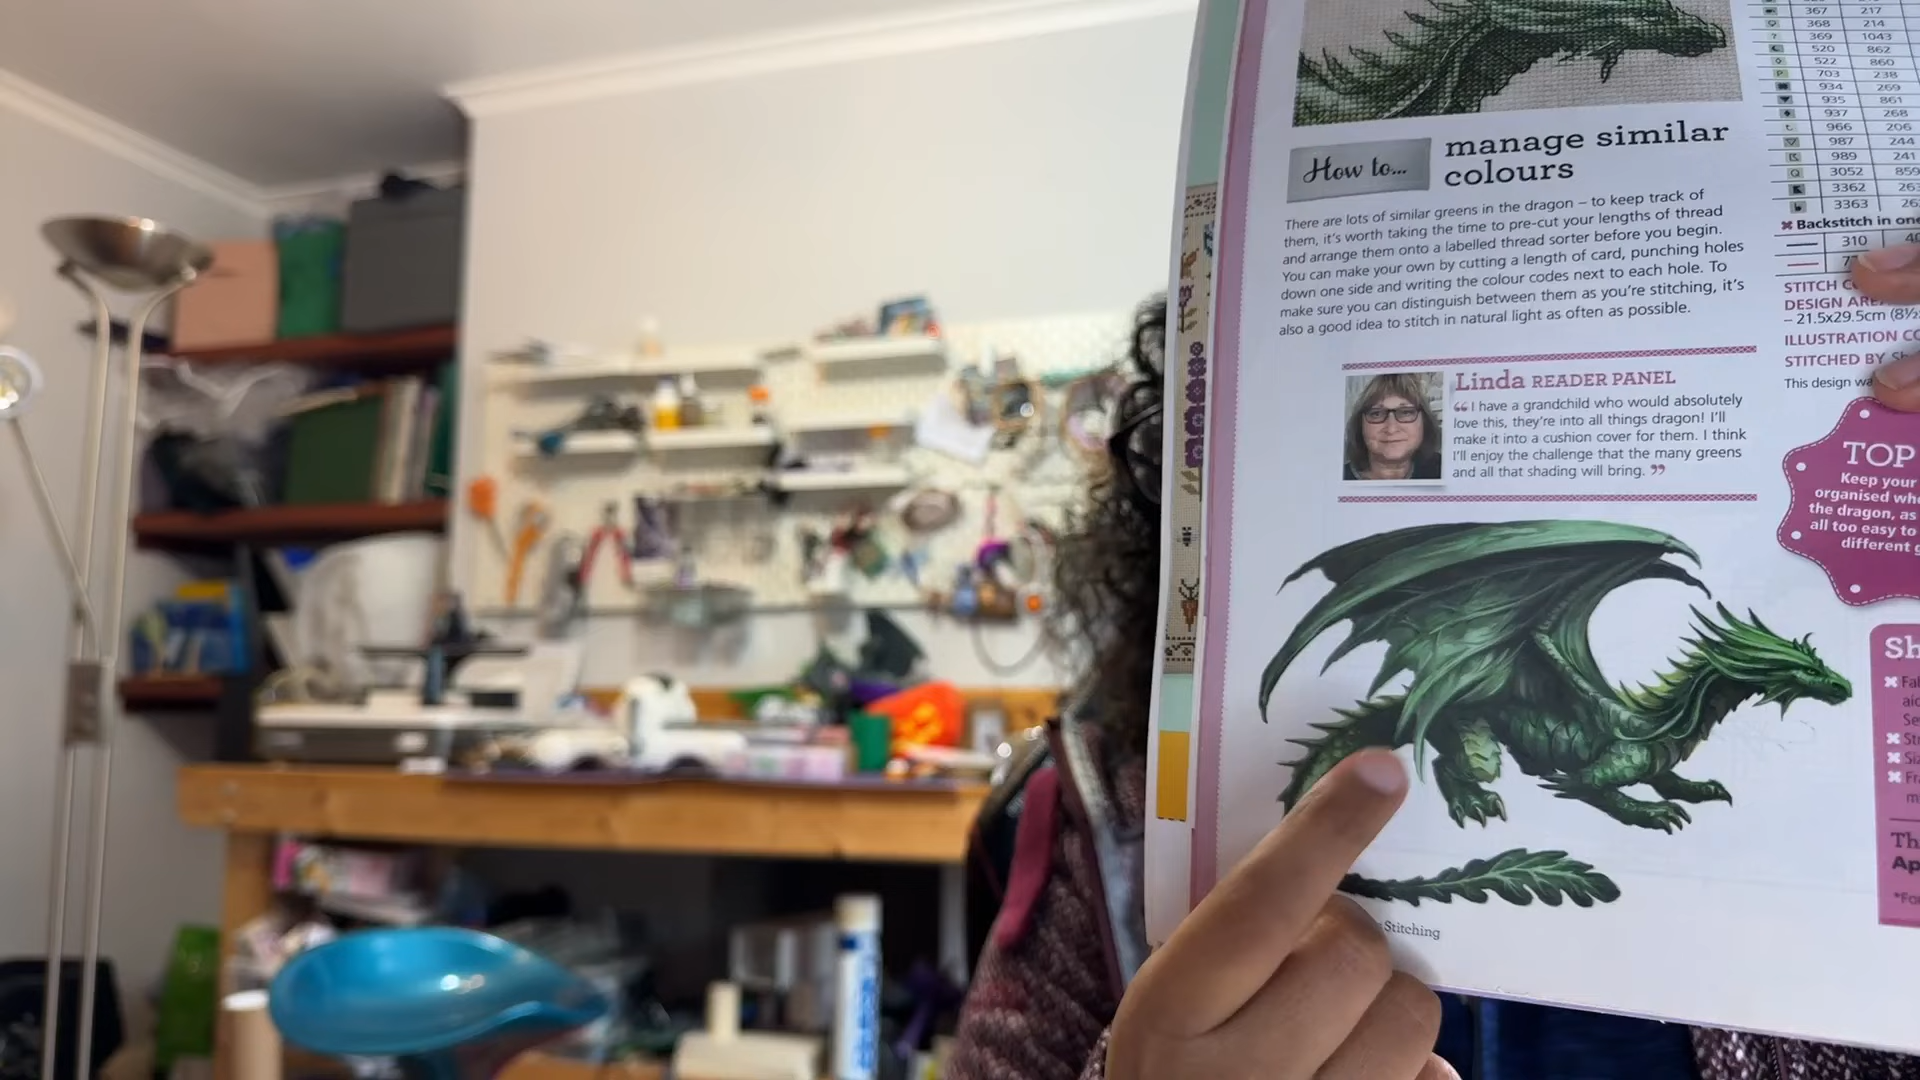 How to...
manage similar
colours
There are lots of similar greens in the dragon – to keep track of
them, it's worth taking the time to pre-cut your lengths of thread
and arrange them onto a labelled thread sorter before you begin.
You can make your own by cutting a length of card, punching holes
down one side and writing the colour codes next to each hole. To
make sure you can distinguish between them as you're stitching, it's
also a good idea to stitch in natural light as often as possible.
Linda READER PANEL
“I have a grandchild who would absolutely
love this, they're into all things dragon! I'll
make it into a cushion cover for them. I think
I'll enjoy the challenge that the many greens
and all that shading will bring.”
Stitching
367 217
368 214
369 1043
520 862
522 860
703 238
934 269
935 861
937 268
966 206
987 244
989 241
3052 859
3362 263
3363
Backstitch in one
310
STITCH
DESIGN
– 21.5x29.5cm (8½
ILLUSTRATION
STITCHED BY
This design
TOP
Keep your
organised
the dragon, as
all too easy to
different